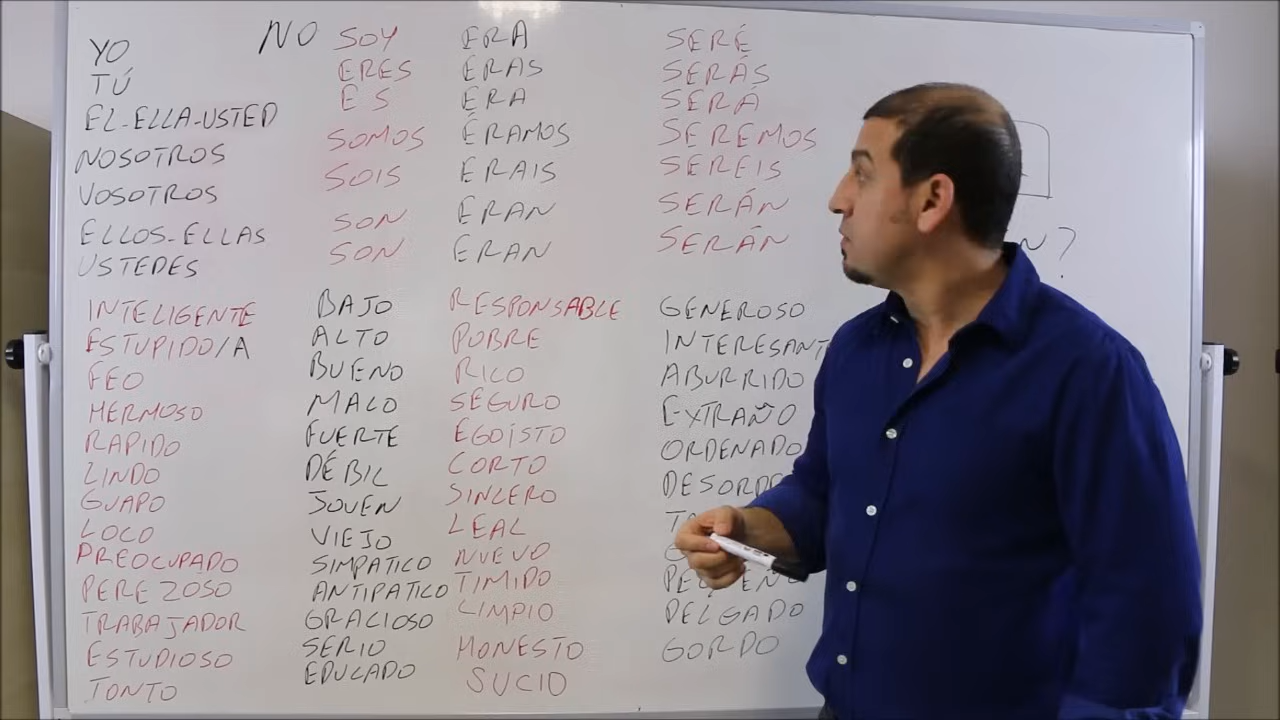 YO NO SOY ERA SERÉ
TÚ ERES ERAS SERÁS
EL-ELLA-USTED ES ERA SERÁ
NOSOTROS SOMOS ÉRAMOS SEREMOS
VOSOTROS SOIS ERAIS SEREIS
ELLOS-ELLAS SON ERAN SERÁN
USTEDES SON ERAN SERÁN
N?
INTELIGENTE BAJO RESPONSABLE GENEROSO
ESTUPIDO/A ALTO POBRE INTERESANT
FEO BUENO RICO ABURRIDO
HERMOSO MALO SEGURO EXTRAÑO
RAPIDO FUERTE EGOÍSTO ORDENADO
LINDO DÉBIL CORTO DESORDE
GUAPO JOVEN SINCERO
LOCO VIEJO LEAL
PREOCUPADO SIMPATICO NUEVO
PEREZOSO ANTIPATICO TIMIDO PEQUEÑO
TRABAJADOR GRACIOSO LIMPIO DELGADO
ESTUDIOSO SERIO HONESTO GORDO
TONTO EDUCADO SUCIO